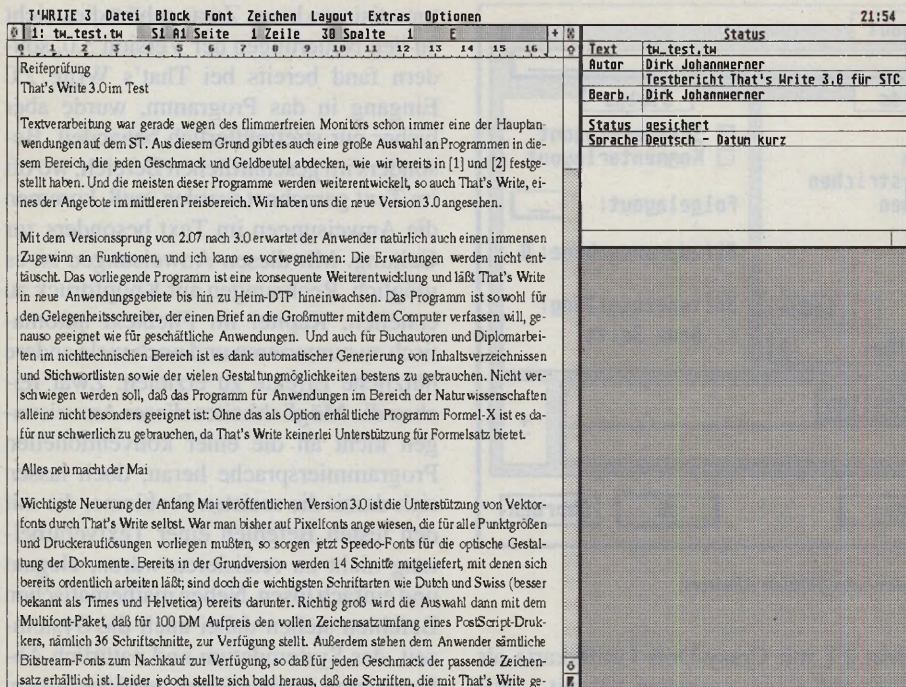 T'WRITE 3 Datei Block Font Zeichen Layout Extras Optionen 21:54
1: tw_test.tw S1 A1 Seite 1 Zeile 30 Spalte 1 E
0 1 2 3 4 5 6 7 8 9 10 11 12 13 14 15 16
Reifeprüfung
That's Write 3.0 im Test
Textverarbeitung war gerade wegen des flimmerfreien Monitors schon immer eine der Hauptan-
wendungen auf dem ST. Aus diesem Grund gibt es auch eine große Auswahl an Programmen in die-
sem Bereich, die jeden Geschmack und Geldbeutel abdecken, wie wir bereits in [1] und [2] festge-
stellt haben. Und die meisten dieser Programme werden weiterentwickelt, so auch That's Write, ei-
nes der Angebote im mittleren Preisbereich. Wir haben uns die neue Version 3.0 angesehen.
Mit dem Versionssprung von 2.07 nach 3.0 erwartet der Anwender natürlich auch einen immensen
Zugewinn an Funktionen, und ich kann es vorwegnehmen: Die Erwartungen werden nicht ent-
täuscht. Das vorliegende Programm ist eine konsequente Weiterentwicklung und läßt That's Write
in neue Anwendungsgebiete bis hin zu Heim-DTP hineinwachsen. Das Programm ist sowohl für
den Gelegenheitsschreiber, der einen Brief an die Großmutter mit dem Computer verfassen will, ge-
nauso geeignet wie für geschäftliche Anwendungen. Und auch für Buchautoren und Diplomarbei-
ten im nichttechnischen Bereich ist es dank automatischer Generierung von Inhaltsverzeichnissen
und Stichwortlisten sowie der vielen Gestaltungmöglichkeiten bestens zu gebrauchen. Nicht ver-
schwiegen werden soll, daß das Programm für Anwendungen im Bereich der Naturwissenschaften
alleine nicht besonders geeignet ist: Ohne das als Option erhältliche Programm Formel-X ist es da-
für nur schwerlich zu gebrauchen, da That's Write keinerlei Unterstützung für Formelsatz bietet.
Alles neu macht der Mai
Wichtigste Neuerung der Anfang Mai veröffentlichen Version 3.0 ist die Unterstützung von Vektor-
fonts durch That's Write selbst. War man bisher auf Pixelfonts angewiesen, die für alle Punktgrößen
und Druckerauflösungen vorliegen mußten, so sorgen jetzt Speedo-Fonts für die optische Gestal-
tung der Dokumente. Bereits in der Grundversion werden 14 Schnitte mitgeliefert, mit denen sich
bereits ordentlich arbeiten läßt; sind doch die wichtigsten Schriftarten wie Dutch und Swiss (besser
bekannt als Times und Helvetica) bereits darunter. Richtig groß wird die Auswahl dann mit dem
Multifont-Paket, daß für 100 DM Aufpreis den vollen Zeichensatzumfang eines PostScript-Druk-
kers, nämlich 36 Schriftschnitte, zur Verfügung stellt. Außerdem stehen dem Anwender sämtliche
Bitstream-Fonts zum Nachkauf zur Verfügung, so daß für jeden Geschmack der passende Zeichen-
satz erhältlich ist. Leider jedoch stellte sich bald heraus, daß die Schriften, die mit That's Write ge-
Status
Text tw_test.tw
Autor Dirk Johannwerner
Testbericht That's Write 3.0 für STC
Bearb. Dirk Johannwerner
Status gesichert
Sprache Deutsch - Datum kurz